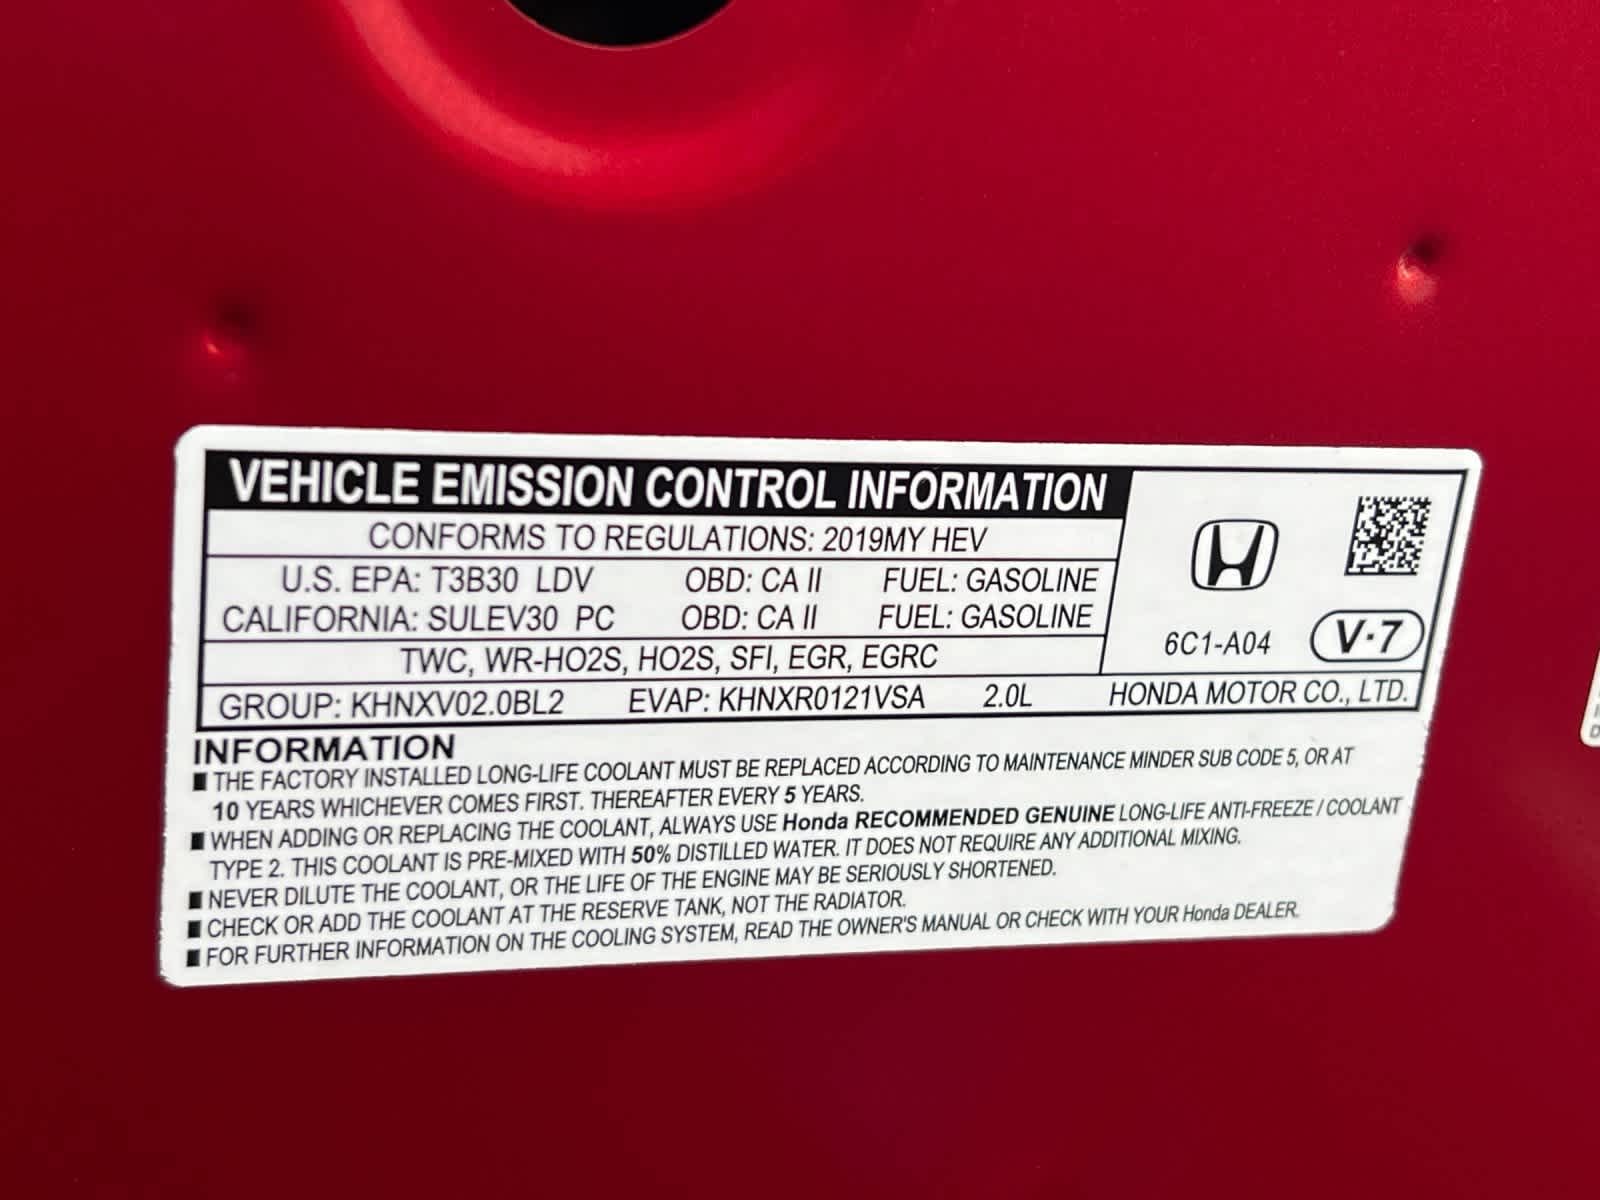 VEHICLE EMISSION CONTROL INFORMATION
CONFORMS TO REGULATIONS: 2019MY HEV
U.S. EPA: T3B30 LDV OBD: CA II FUEL: GASOLINE
CALIFORNIA: SULEV30 PC OBD: CA II FUEL: GASOLINE
TWC, WR-HO2S, HO2S, SFI, EGR, EGRC
6C1-A04 V·7
GROUP: KHNXV02.0BL2 EVAP: KHNXR0121VSA 2.0L HONDA MOTOR CO., LTD.
INFORMATION
■ THE FACTORY INSTALLED LONG-LIFE COOLANT MUST BE REPLACED ACCORDING TO MAINTENANCE MINDER SUB CODE 5, OR AT
10 YEARS WHICHEVER COMES FIRST. THEREAFTER EVERY 5 YEARS.
■ WHEN ADDING OR REPLACING THE COOLANT, ALWAYS USE Honda RECOMMENDED GENUINE LONG-LIFE ANTI-FREEZE / COOLANT
TYPE 2. THIS COOLANT IS PRE-MIXED WITH 50% DISTILLED WATER. IT DOES NOT REQUIRE ANY ADDITIONAL MIXING.
■ NEVER DILUTE THE COOLANT, OR THE LIFE OF THE ENGINE MAY BE SERIOUSLY SHORTENED.
■ CHECK OR ADD THE COOLANT AT THE RESERVE TANK, NOT THE RADIATOR.
■ FOR FURTHER INFORMATION ON THE COOLING SYSTEM, READ THE OWNER'S MANUAL OR CHECK WITH YOUR Honda DEALER.